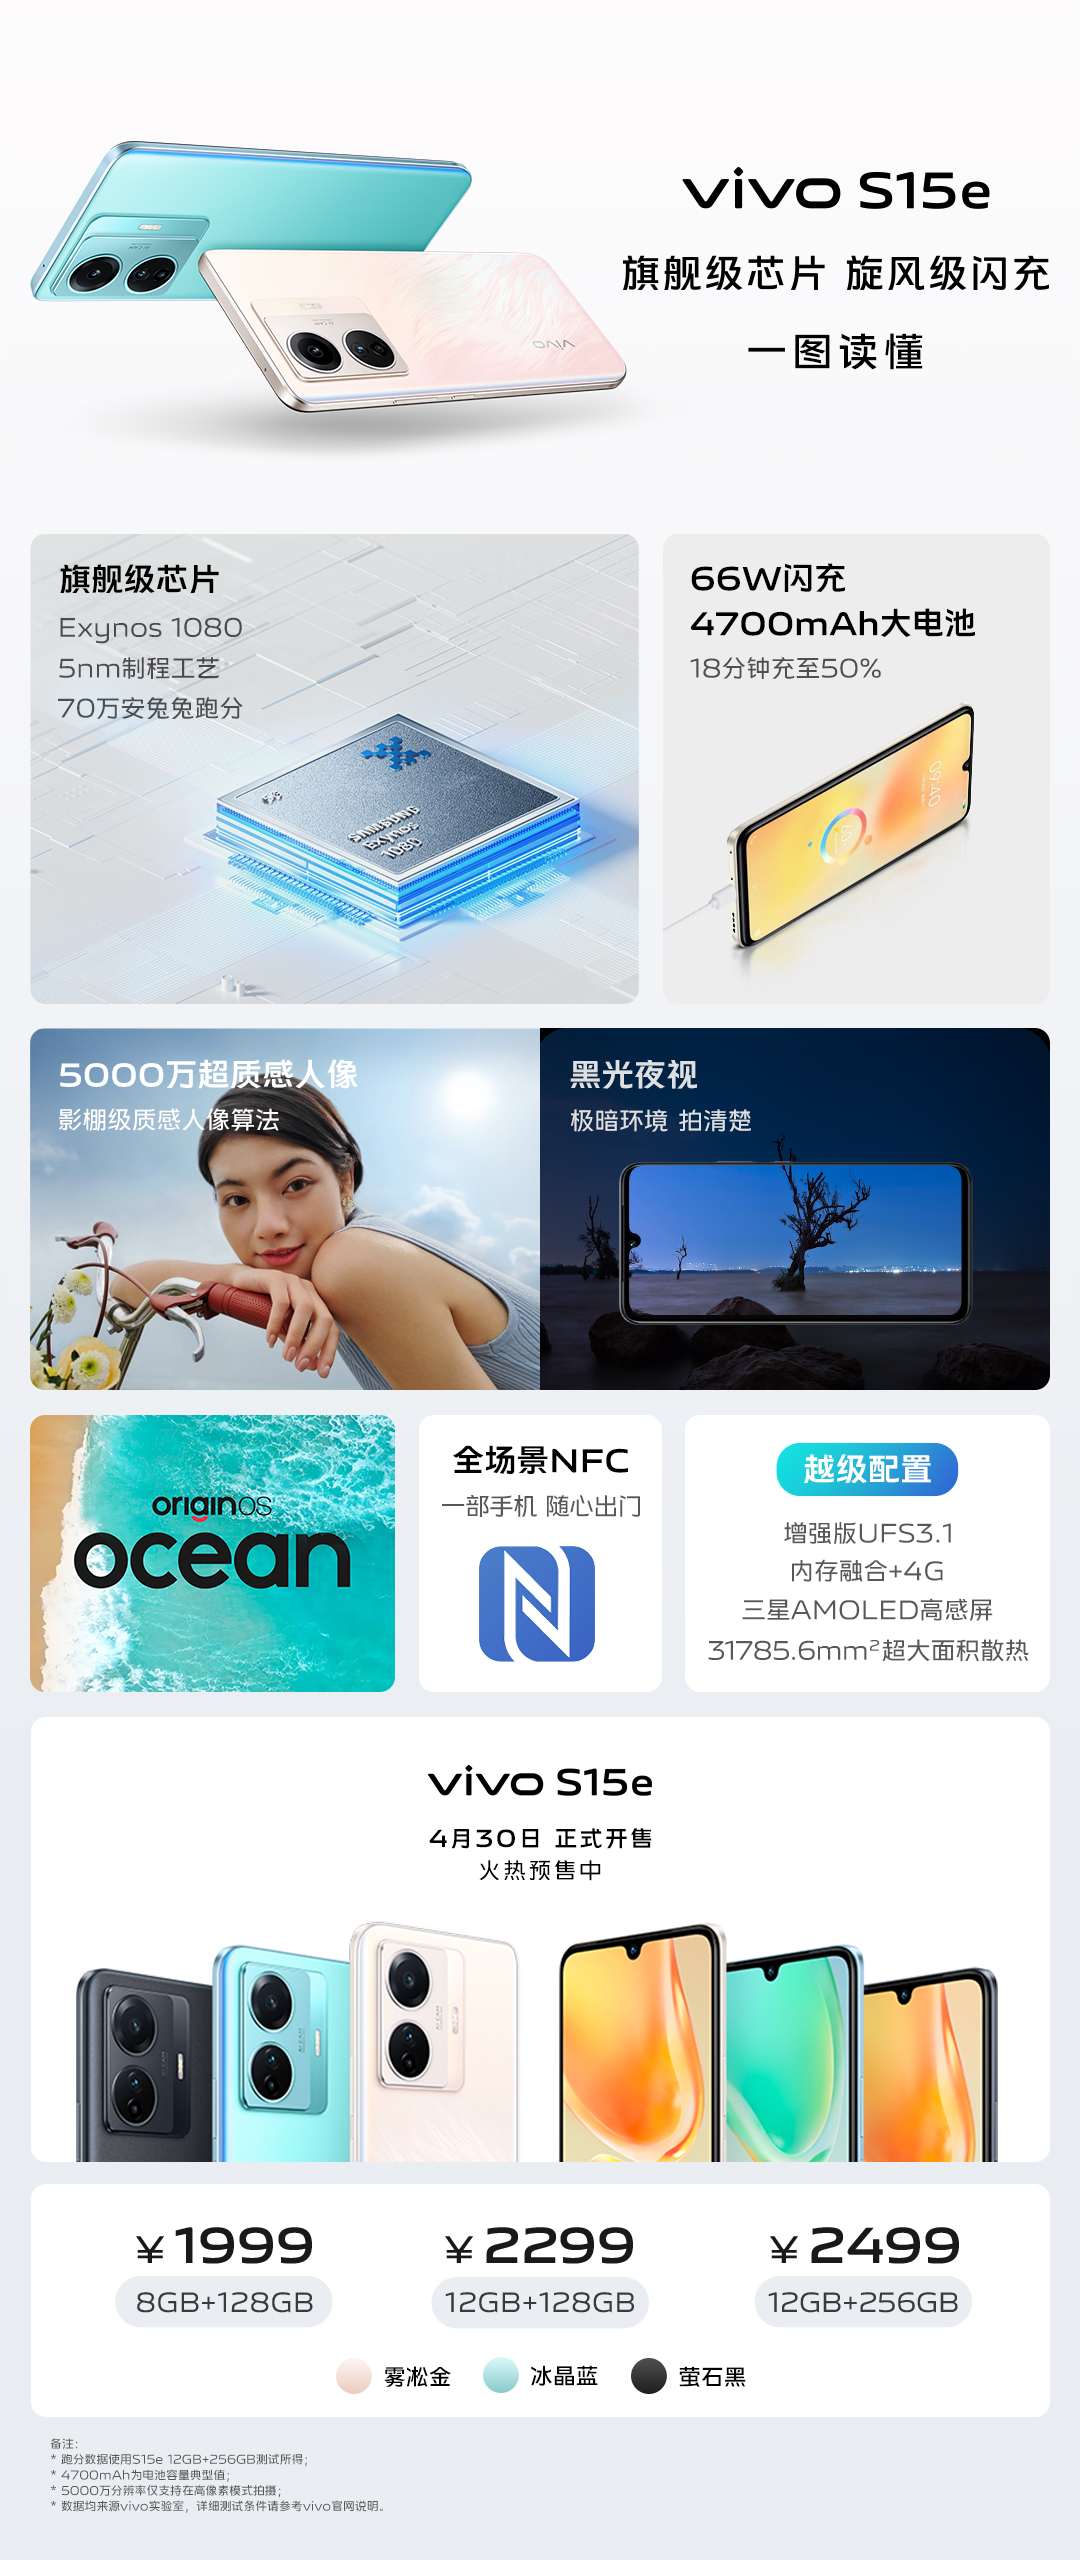 vivo S15e
旗舰级芯片 旋风级闪充
一图读懂
vivo
旗舰级芯片
Exynos 1080
5nm制程工艺
70万安兔兔跑分
SAMSUNG
Exynos
1080
66W闪充
4700mAh大电池
18分钟充至50%
09:40
5000万超质感人像
影棚级质感人像算法
黑光夜视
极暗环境 拍清楚
originOS
ocean
全场景NFC
一部手机 随心出门
越级配置
增强版UFS3.1
内存融合+4G
三星AMOLED高感屏
31785.6mm²超大面积散热
vivo S15e
4月30日 正式开售
火热预售中
AI CAM
AI CAM
AI CAM
¥1999
8GB+128GB
¥2299
12GB+128GB
¥2499
12GB+256GB
雾凇金
冰晶蓝
萤石黑
备注:
* 跑分数据使用S15e 12GB+256GB测试所得;
* 4700mAh为电池容量典型值;
* 5000万分辨率仅支持在高像素模式拍摄;
* 数据均来源vivo实验室，详细测试条件请参考vivo官网说明。